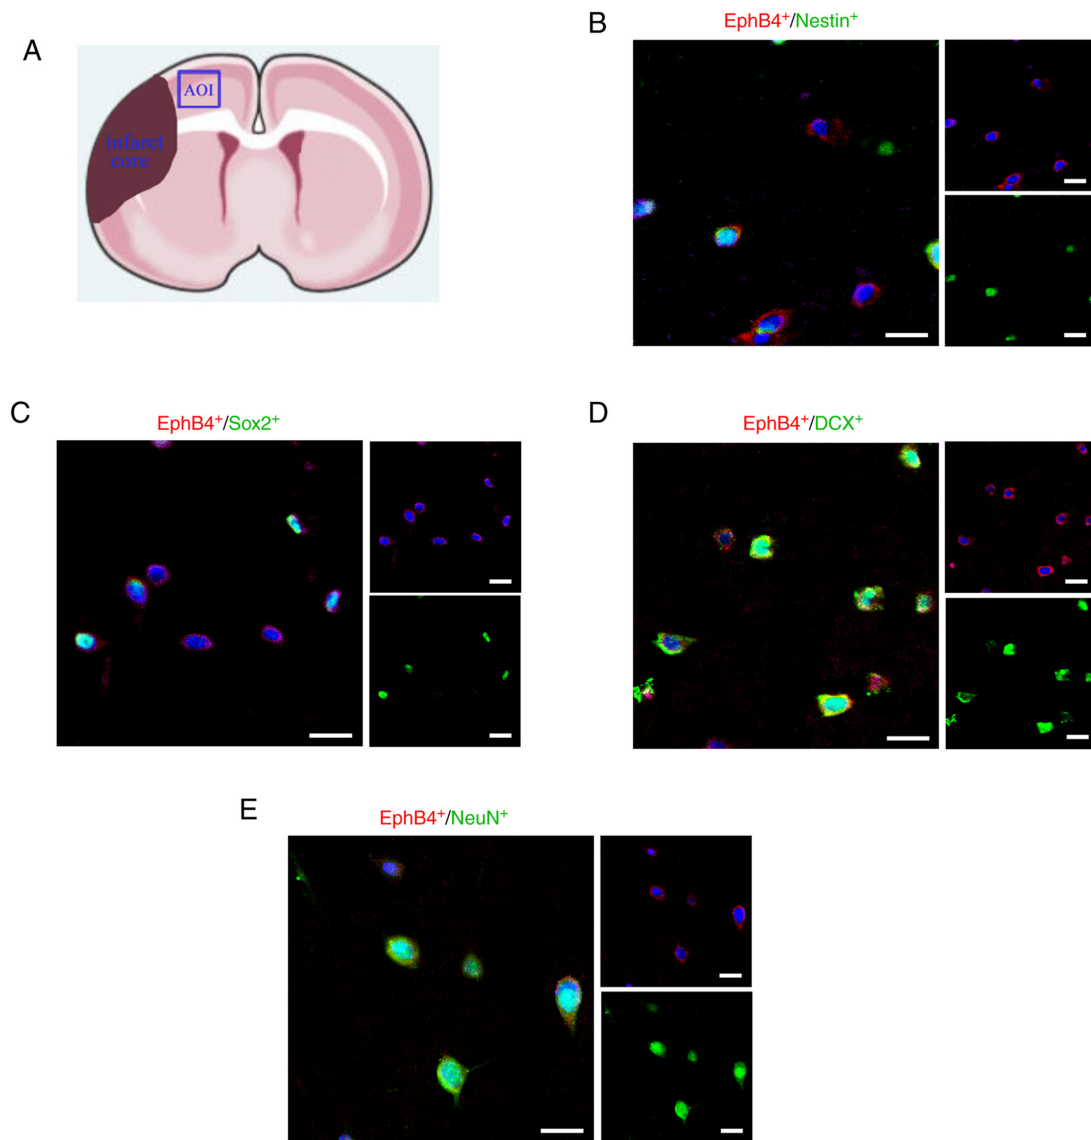 A
AOI
infarct
core
B
EphB4⁺/Nestin⁺
C
EphB4⁺/Sox2⁺
D
EphB4⁺/DCX⁺
E
EphB4⁺/NeuN⁺